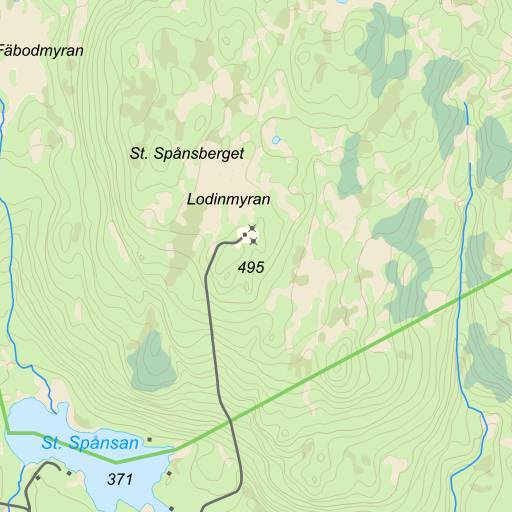 Fäbodmyran
St. Spånsberget
Lodinmyran
495
St. Spånsan
371